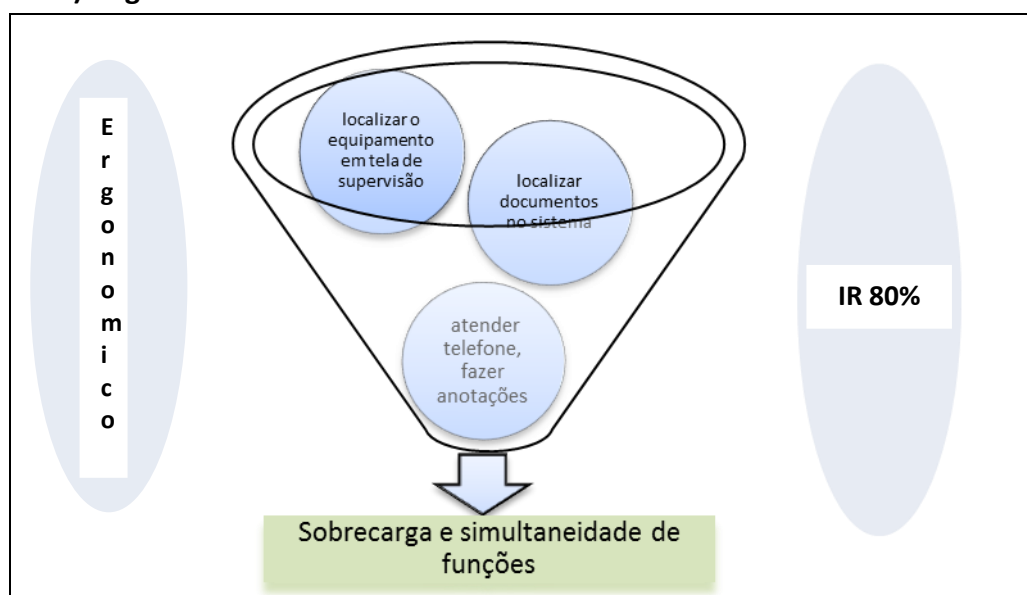 E
r
g
o
n
o
m
i
c
o
localizar o
equipamento
em tela de
supervisão
localizar
documentos
no sistema
atender
telefone,
fazer
anotações
IR 80%
Sobrecarga e simultaneidade de
funções